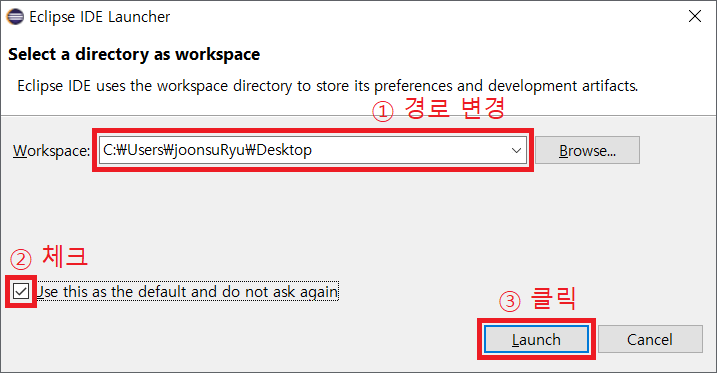 Eclipse IDE Launcher
Select a directory as workspace
Eclipse IDE uses the workspace directory to store its preferences and development artifacts.
① 경로 변경
Workspace: C:₩Users₩joonsuRyu₩Desktop Browse...
② 체크
Use this as the default and do not ask again
③ 클릭
Launch Cancel